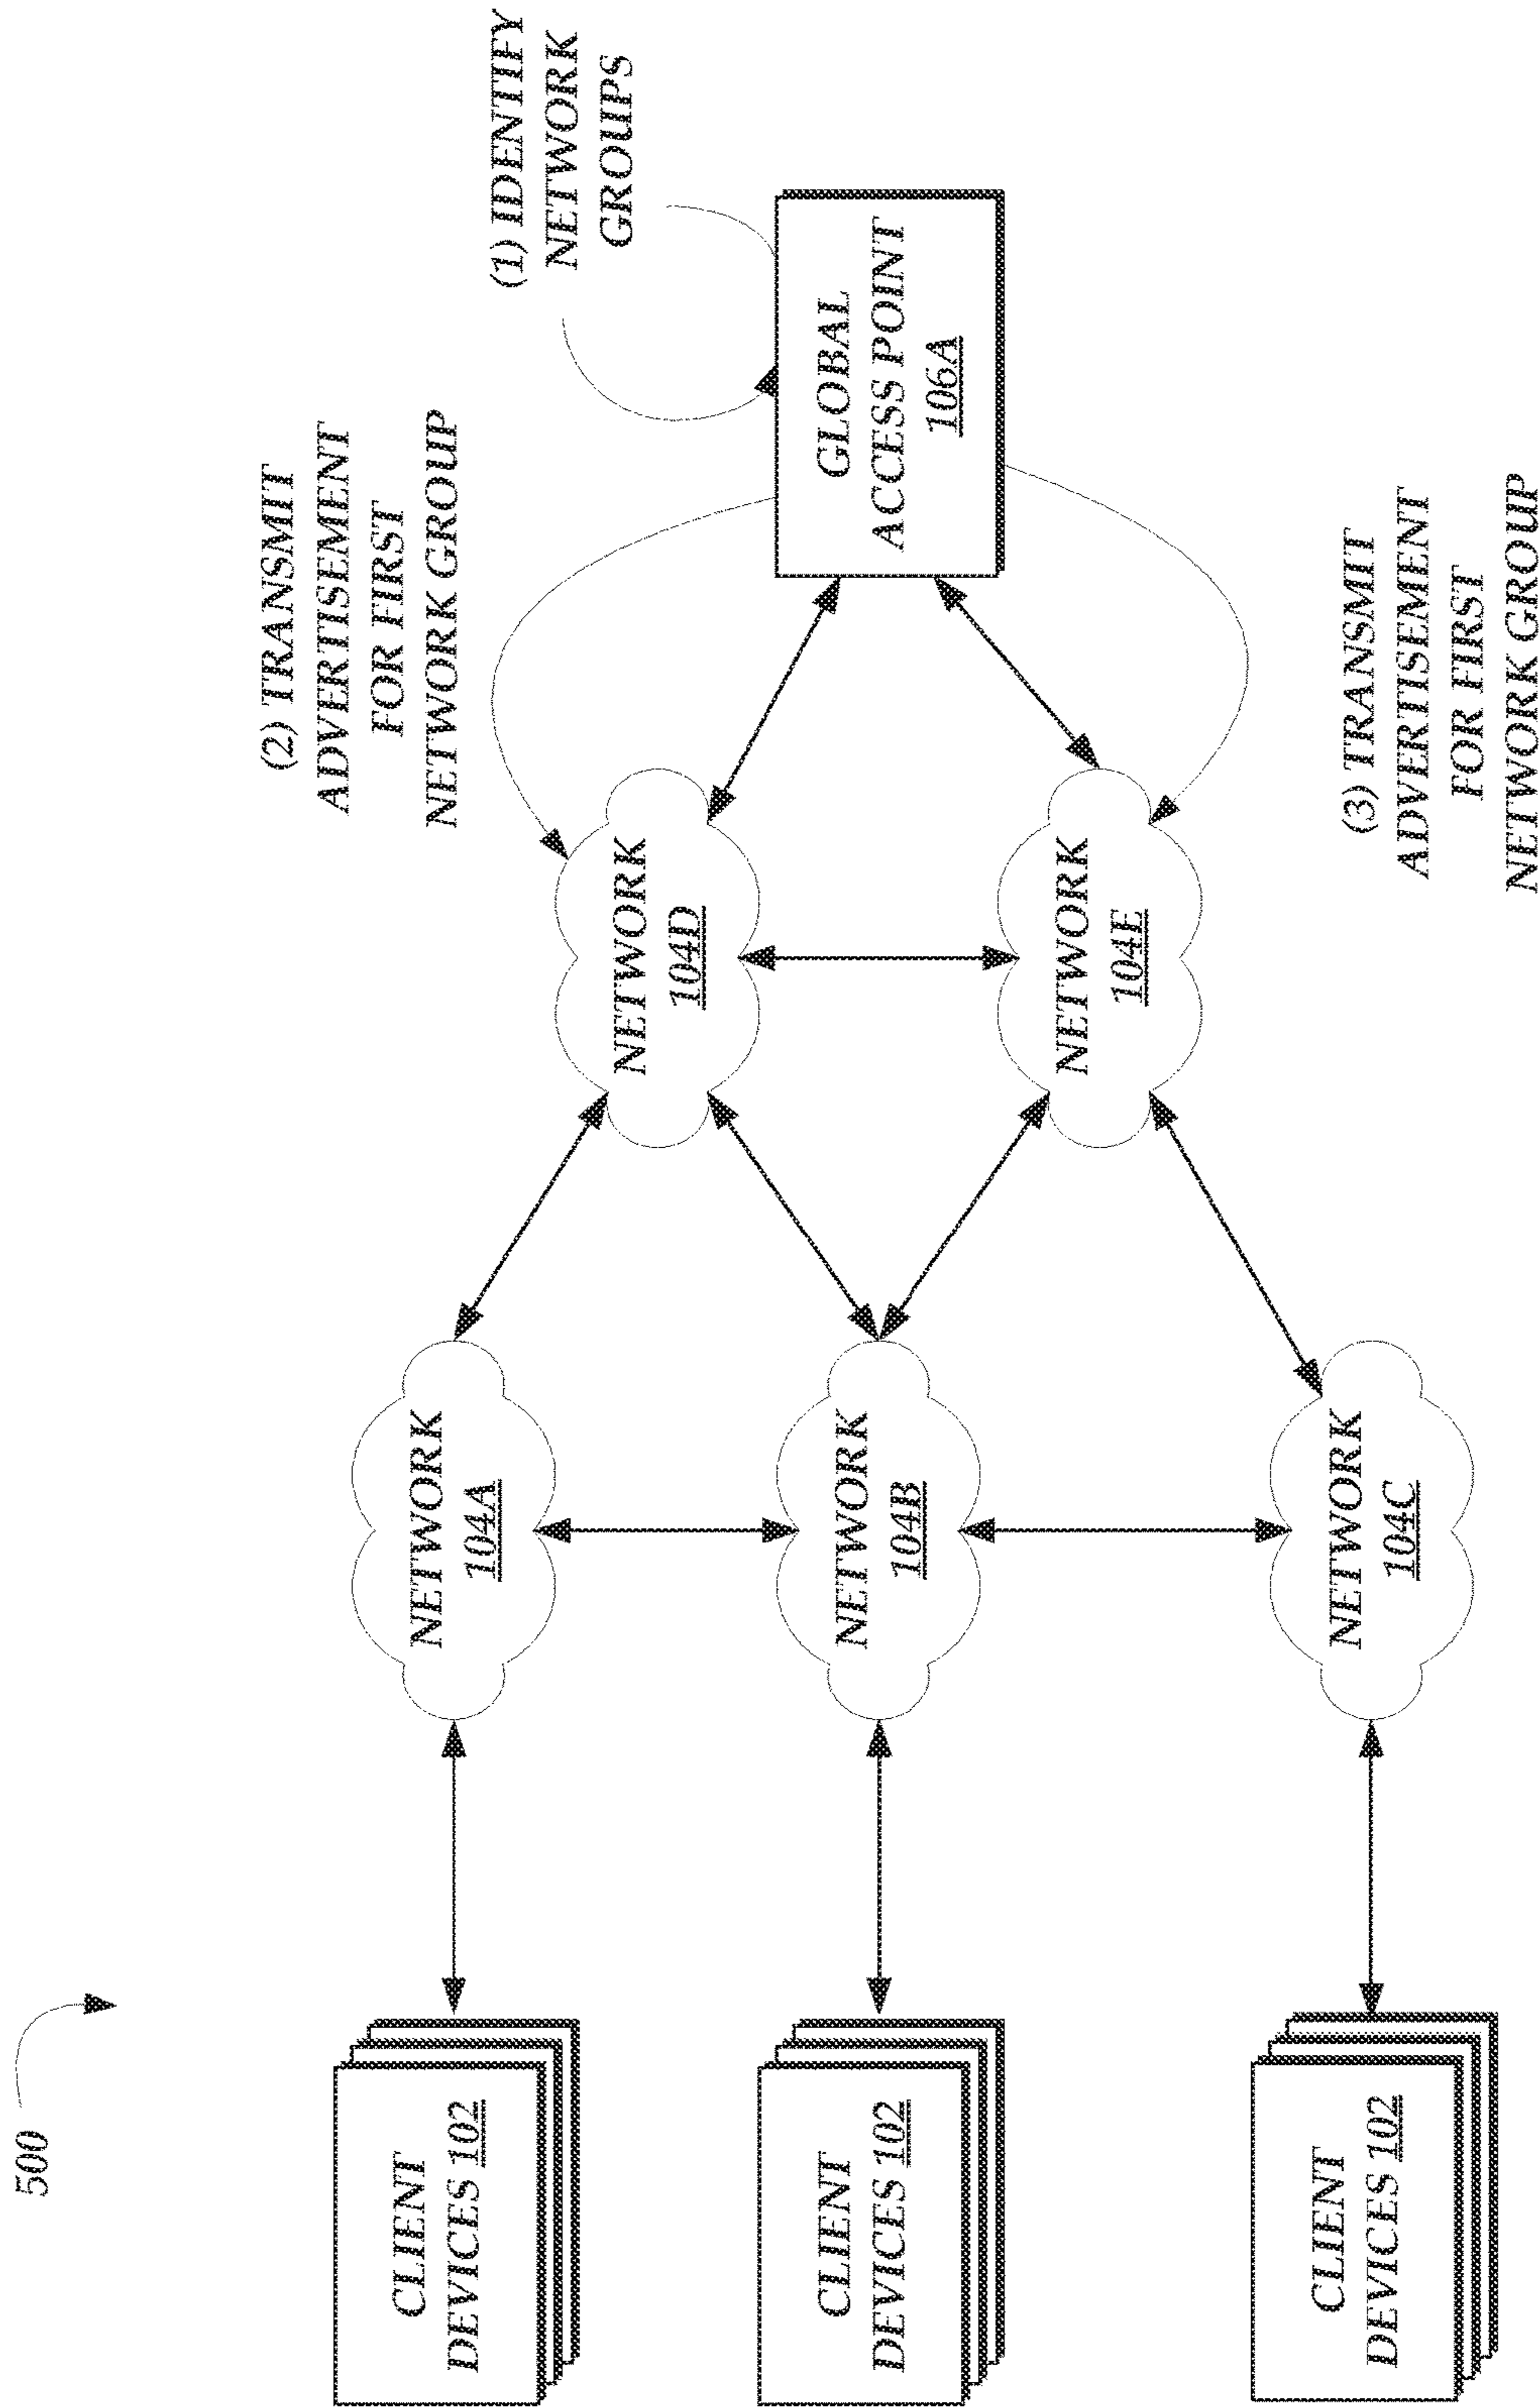 500
(2) TRANSMIT
ADVERTISEMENT
FOR FIRST
NETWORK GROUP
(1) IDENTIFY
NETWORK
GROUPS
CLIENT
DEVICES 102
NETWORK
104A
NETWORK
104D
CLIENT
DEVICES 102
NETWORK
104B
GLOBAL
ACCESS POINT
106A
NETWORK
104E
CLIENT
DEVICES 102
NETWORK
104C
(3) TRANSMIT
ADVERTISEMENT
FOR FIRST
NETWORK GROUP